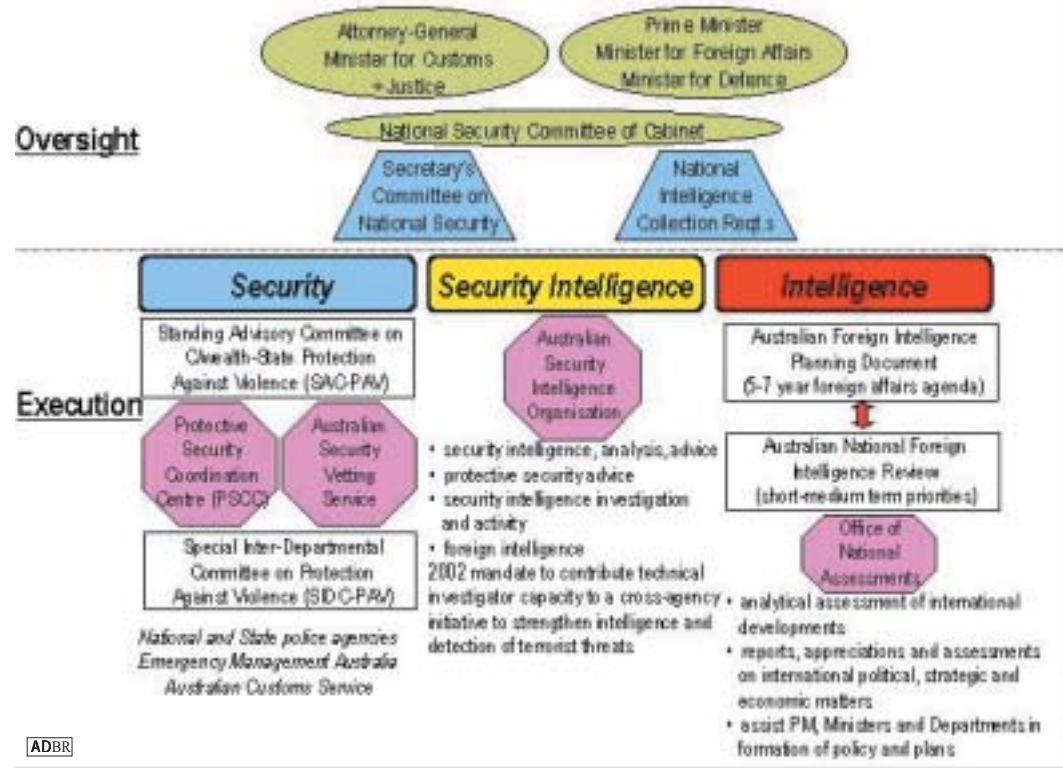 Attorney-General
Minister for Customs
+Justice
Prime Minister
Minister for Foreign Affairs
Minister for Defence
Oversight
National Security Committee of Cabinet
Secretary's
Committee on
National Security
National
Intelligence
Collection Reqt.s
Security
Security Intelligence
Intelligence
Execution
Standing Advisory Committee on
C/wealth-State Protection
Against Violence (SAC-PAV)
Protective
Security
Coordination
Centre (PSCC)
Australian
Security
Vetting
Service
Special Inter-Departmental
Committee on Protection
Against Violence (SIDC-PAV)
National and State police agencies
Emergency Management Australia
Australian Customs Service
Australian
Security
Intelligence
Organisation
• security intelligence, analysis, advice
• protective security advice
• security intelligence investigation
and activity
• foreign intelligence
2002 mandate to contribute technical
investigator capacity to a cross-agency
initiative to strengthen intelligence and
detection of terrorist threats
Australian Foreign Intelligence
Planning Document
(5-7 year foreign affairs agenda)
Australian National Foreign
Intelligence Review
(short-medium term priorities)
Office of
National
Assessments
• analytical assessment of international
developments
• reports, appreciations and assessments
on international political, strategic and
economic matters
• assist PM, Ministers and Departments in
formation of policy and plans
ADBR